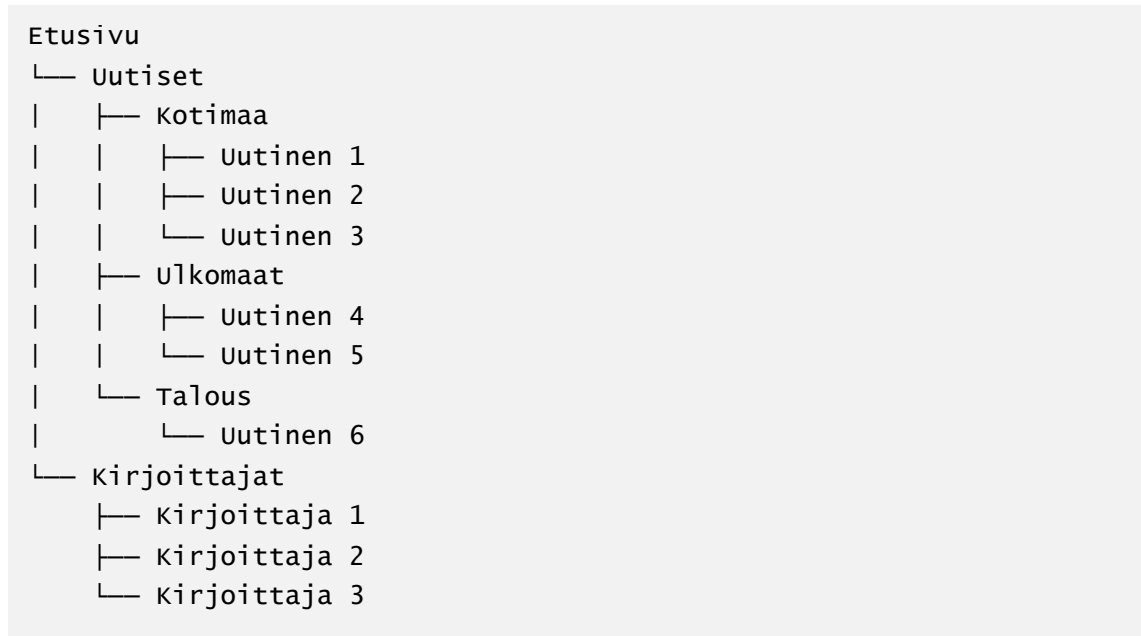 Etusivu
└── Uutiset
|   ├── Kotimaa
|   |   ├── Uutinen 1
|   |   ├── Uutinen 2
|   |   └── Uutinen 3
|   ├── Ulkomaat
|   |   ├── Uutinen 4
|   |   └── Uutinen 5
|   └── Talous
|       └── Uutinen 6
└── Kirjoittajat
    ├── Kirjoittaja 1
    ├── Kirjoittaja 2
    └── Kirjoittaja 3